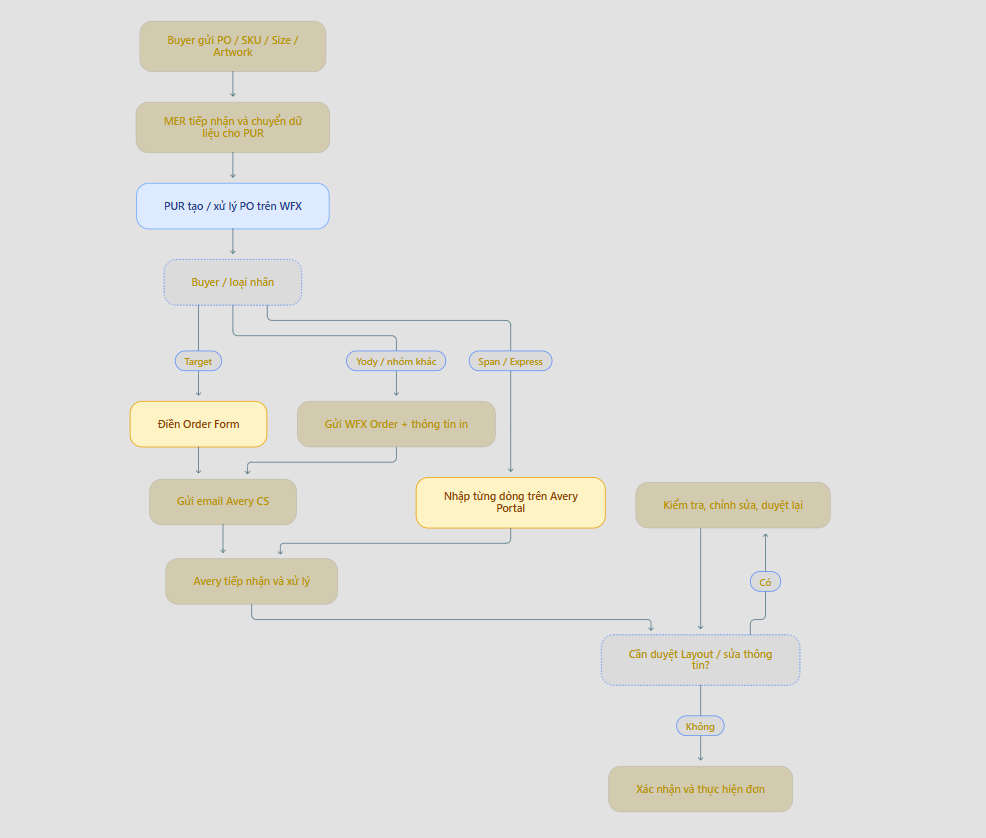 Buyer gửi PO / SKU / Size /
Artwork
MER tiếp nhận và chuyển dữ
liệu cho PUR
PUR tạo / xử lý PO trên WFX
Buyer / loại nhãn
Target
Yody / nhóm khác
Span / Express
Điền Order Form
Gửi WFX Order + thông tin in
Gửi email Avery CS
Nhập từng dòng trên Avery
Portal
Kiểm tra, chỉnh sửa, duyệt lại
Avery tiếp nhận và xử lý
Có
Cần duyệt Layout / sửa thông
tin?
Không
Xác nhận và thực hiện đơn